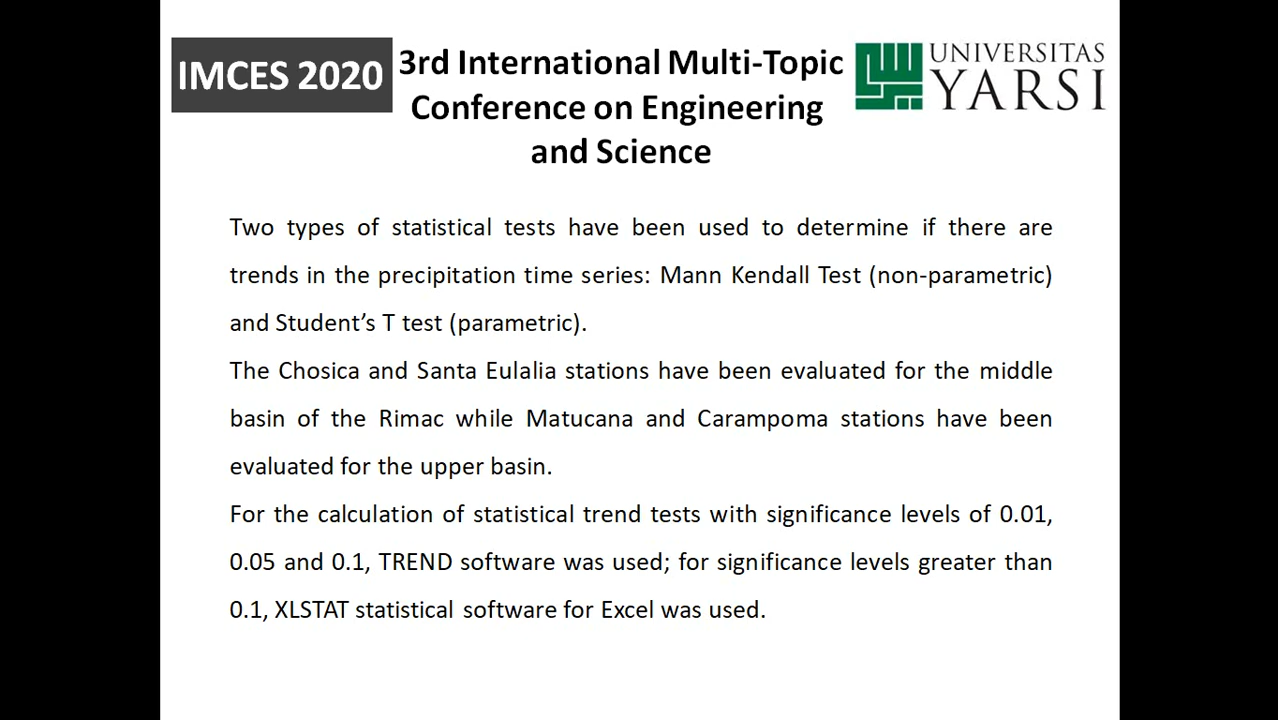 IMCES 2020
3rd International Multi-Topic
Conference on Engineering
and Science
UNIVERSITAS
YARSI
Two types of statistical tests have been used to determine if there are
trends in the precipitation time series: Mann Kendall Test (non-parametric)
and Student’s T test (parametric).
The Chosica and Santa Eulalia stations have been evaluated for the middle
basin of the Rimac while Matucana and Carampoma stations have been
evaluated for the upper basin.
For the calculation of statistical trend tests with significance levels of 0.01,
0.05 and 0.1, TREND software was used; for significance levels greater than
0.1, XLSTAT statistical software for Excel was used.